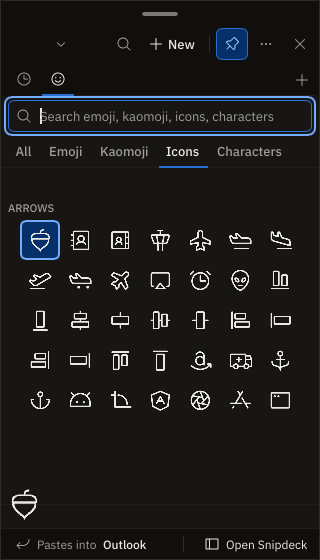 New
Search emoji, kaomoji, icons, characters
All Emoji Kaomoji Icons Characters
ARROWS
Pastes into Outlook Open Snipdeck